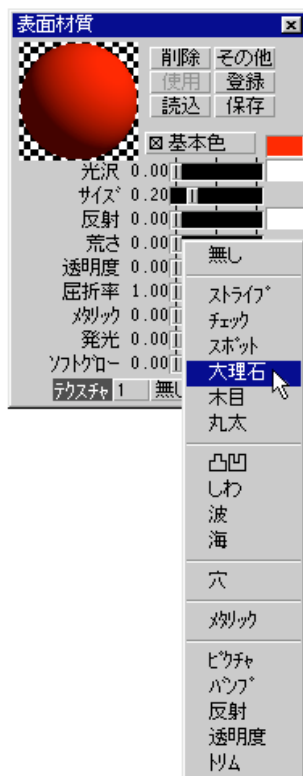 表面材質
削除 その他
使用 登録
読込 保存
基本色
光沢 0.00
ｻｲｽﾞ 0.20
反射 0.00
荒さ 0.00
透明度 0.00
屈折率 1.00
ﾒﾀﾘｯｸ 0.00
発光 0.00
ｿﾌﾄｸﾞﾛｰ 0.00
ﾃｸｽﾁｬ 1 無し
無し
ｽﾄﾗｲﾌﾟ
ﾁｪｯｸ
ｽﾎﾟｯﾄ
大理石
木目
丸太
凸凹
しわ
波
海
穴
ﾒﾀﾘｯｸ
ﾋﾟｸﾁｬ
ﾊﾞﾝﾌﾟ
反射
透明度
ﾄﾘﾑ